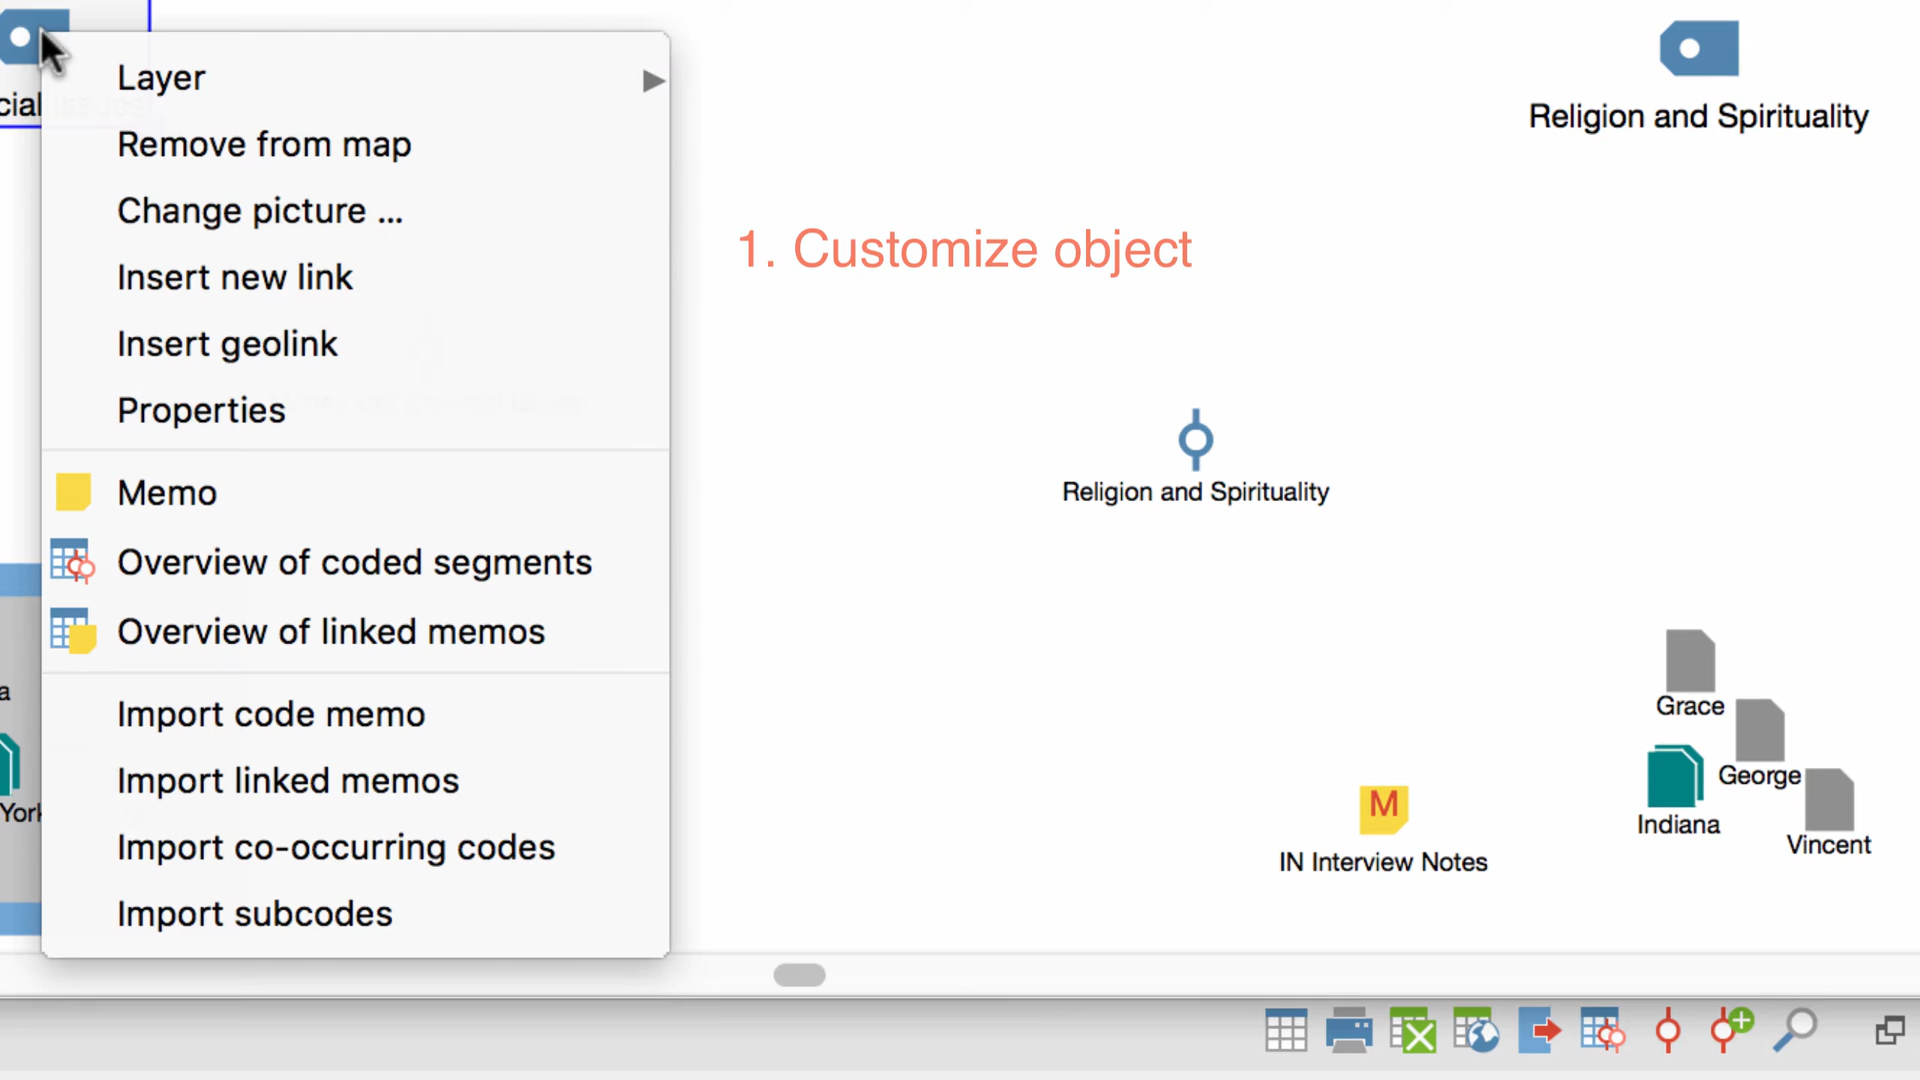 Layer
Remove from map
Change picture ...
Insert new link
Insert geolink
Properties
Memo
Overview of coded segments
Overview of linked memos
Import code memo
Import linked memos
Import co-occurring codes
Import subcodes
cial
a
York
1. Customize object
Religion and Spirituality
Religion and Spirituality
M
IN Interview Notes
Grace
George
Indiana
Vincent